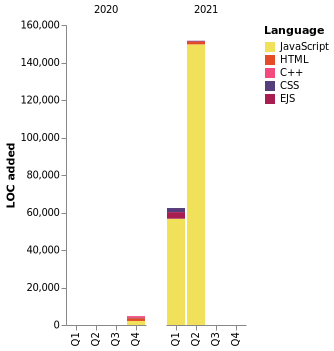 2020 2021
Language
JavaScript
HTML
C++
CSS
EJS
LOC added
160,000
140,000
120,000
100,000
80,000
60,000
40,000
20,000
0
Q1 Q2 Q3 Q4 Q1 Q2 Q3 Q4